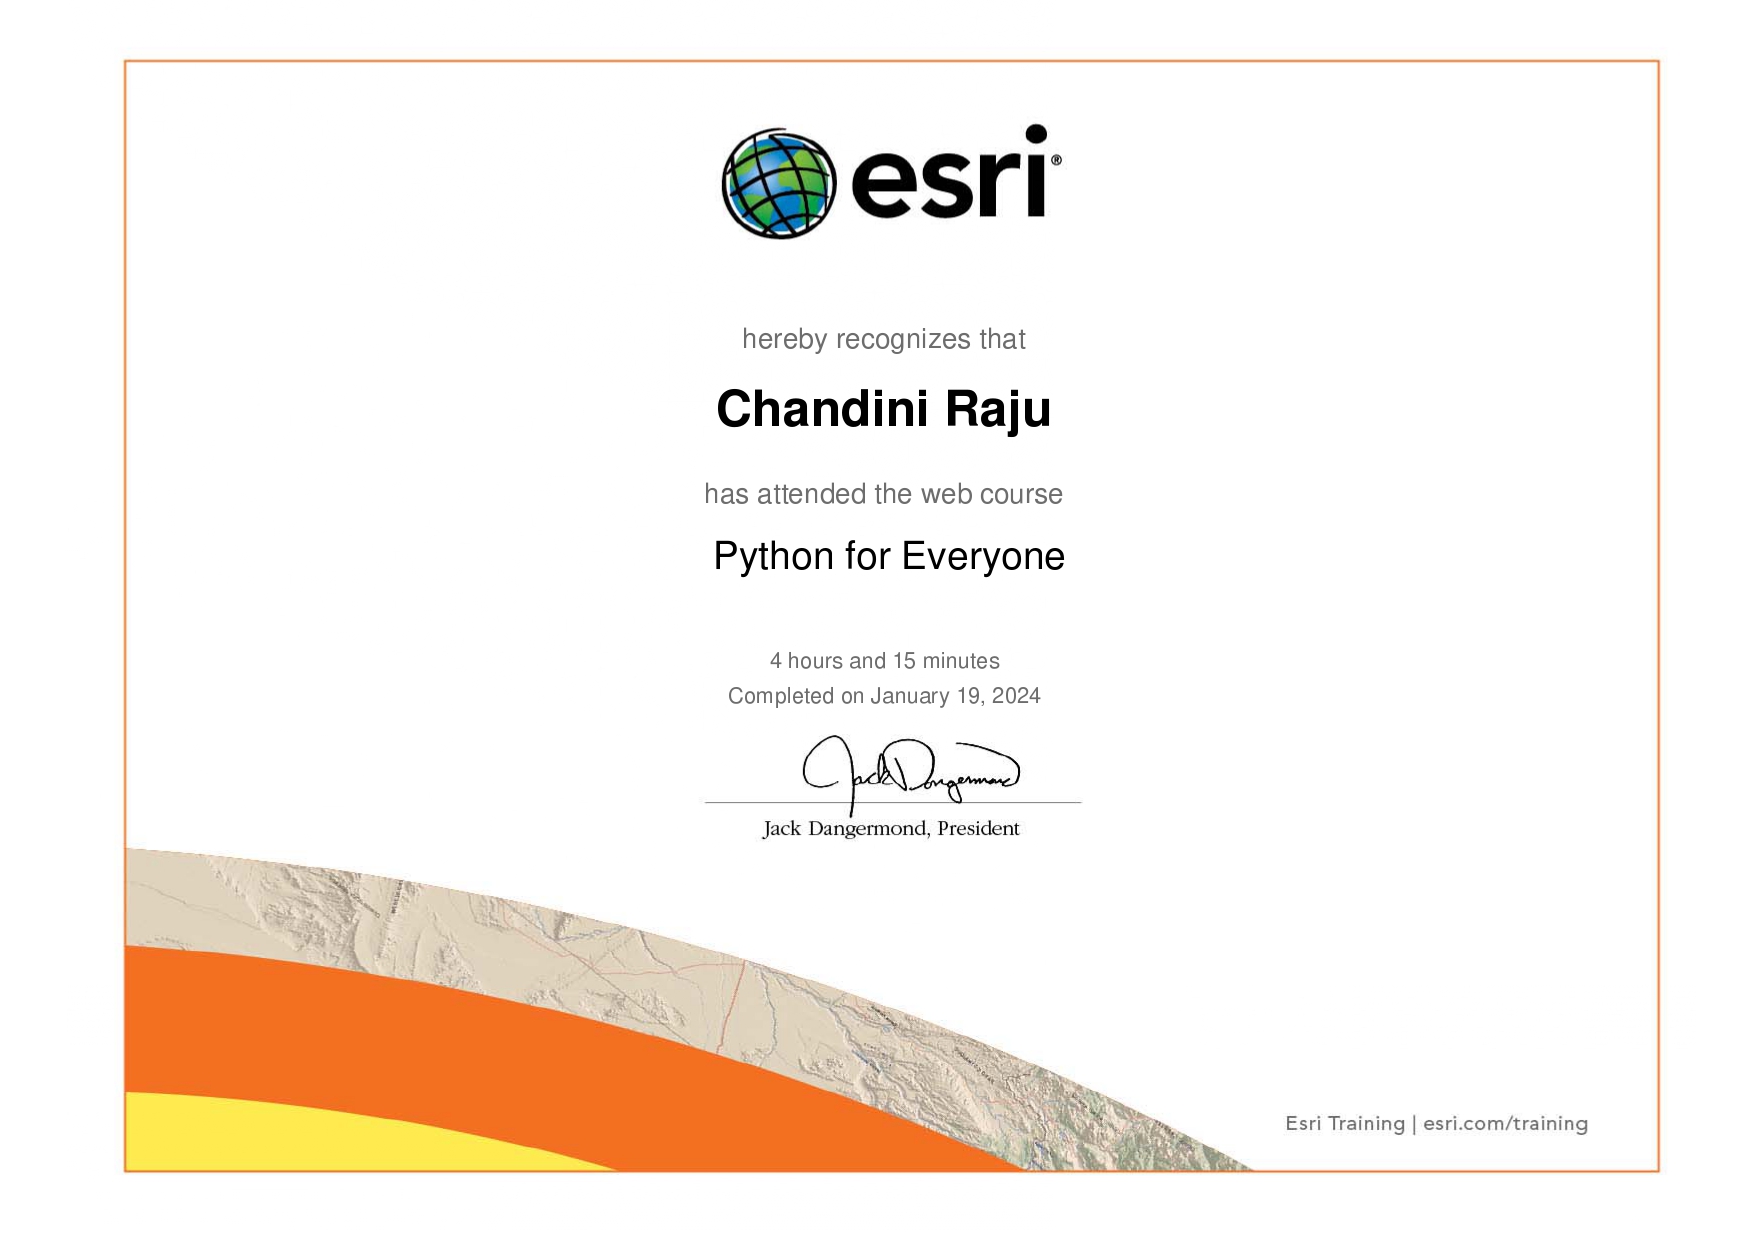 esri®
hereby recognizes that
Chandini Raju
has attended the web course
Python for Everyone
4 hours and 15 minutes
Completed on January 19, 2024
Jack Dangermond
Jack Dangermond, President
Esri Training | esri.com/training